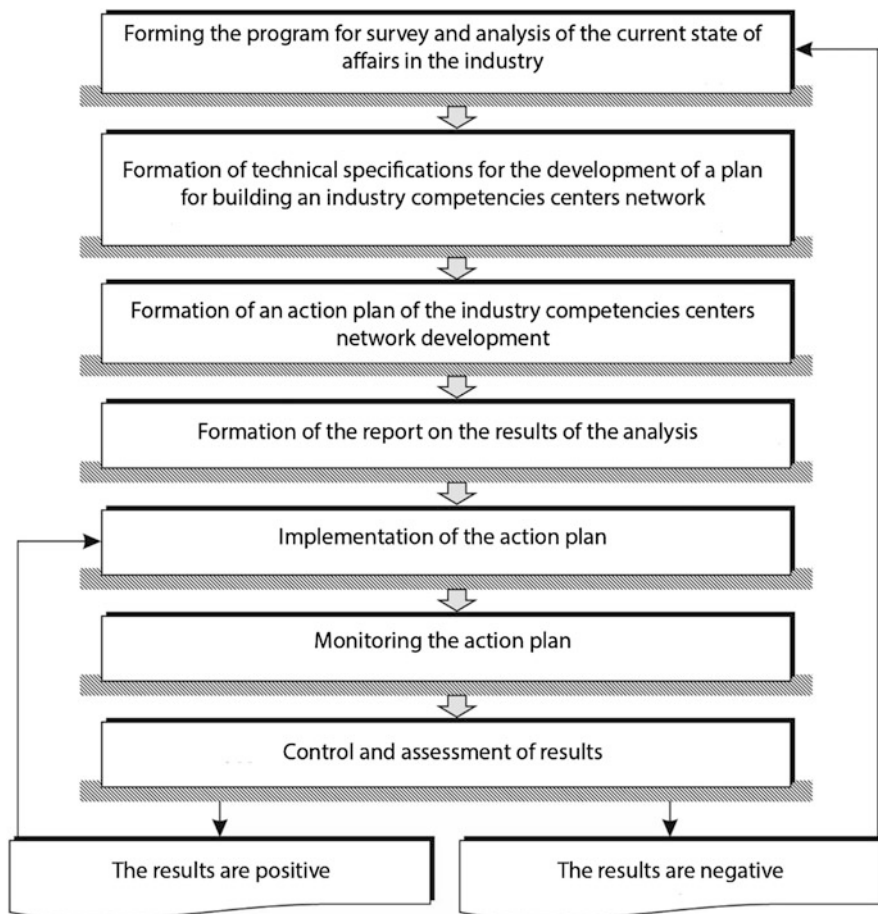 Forming the program for survey and analysis of the current state of
affairs in the industry
Formation of technical specifications for the development of a plan
for building an industry competencies centers network
Formation of an action plan of the industry competencies centers
network development
Formation of the report on the results of the analysis
Implementation of the action plan
Monitoring the action plan
Control and assessment of results
The results are positive
The results are negative